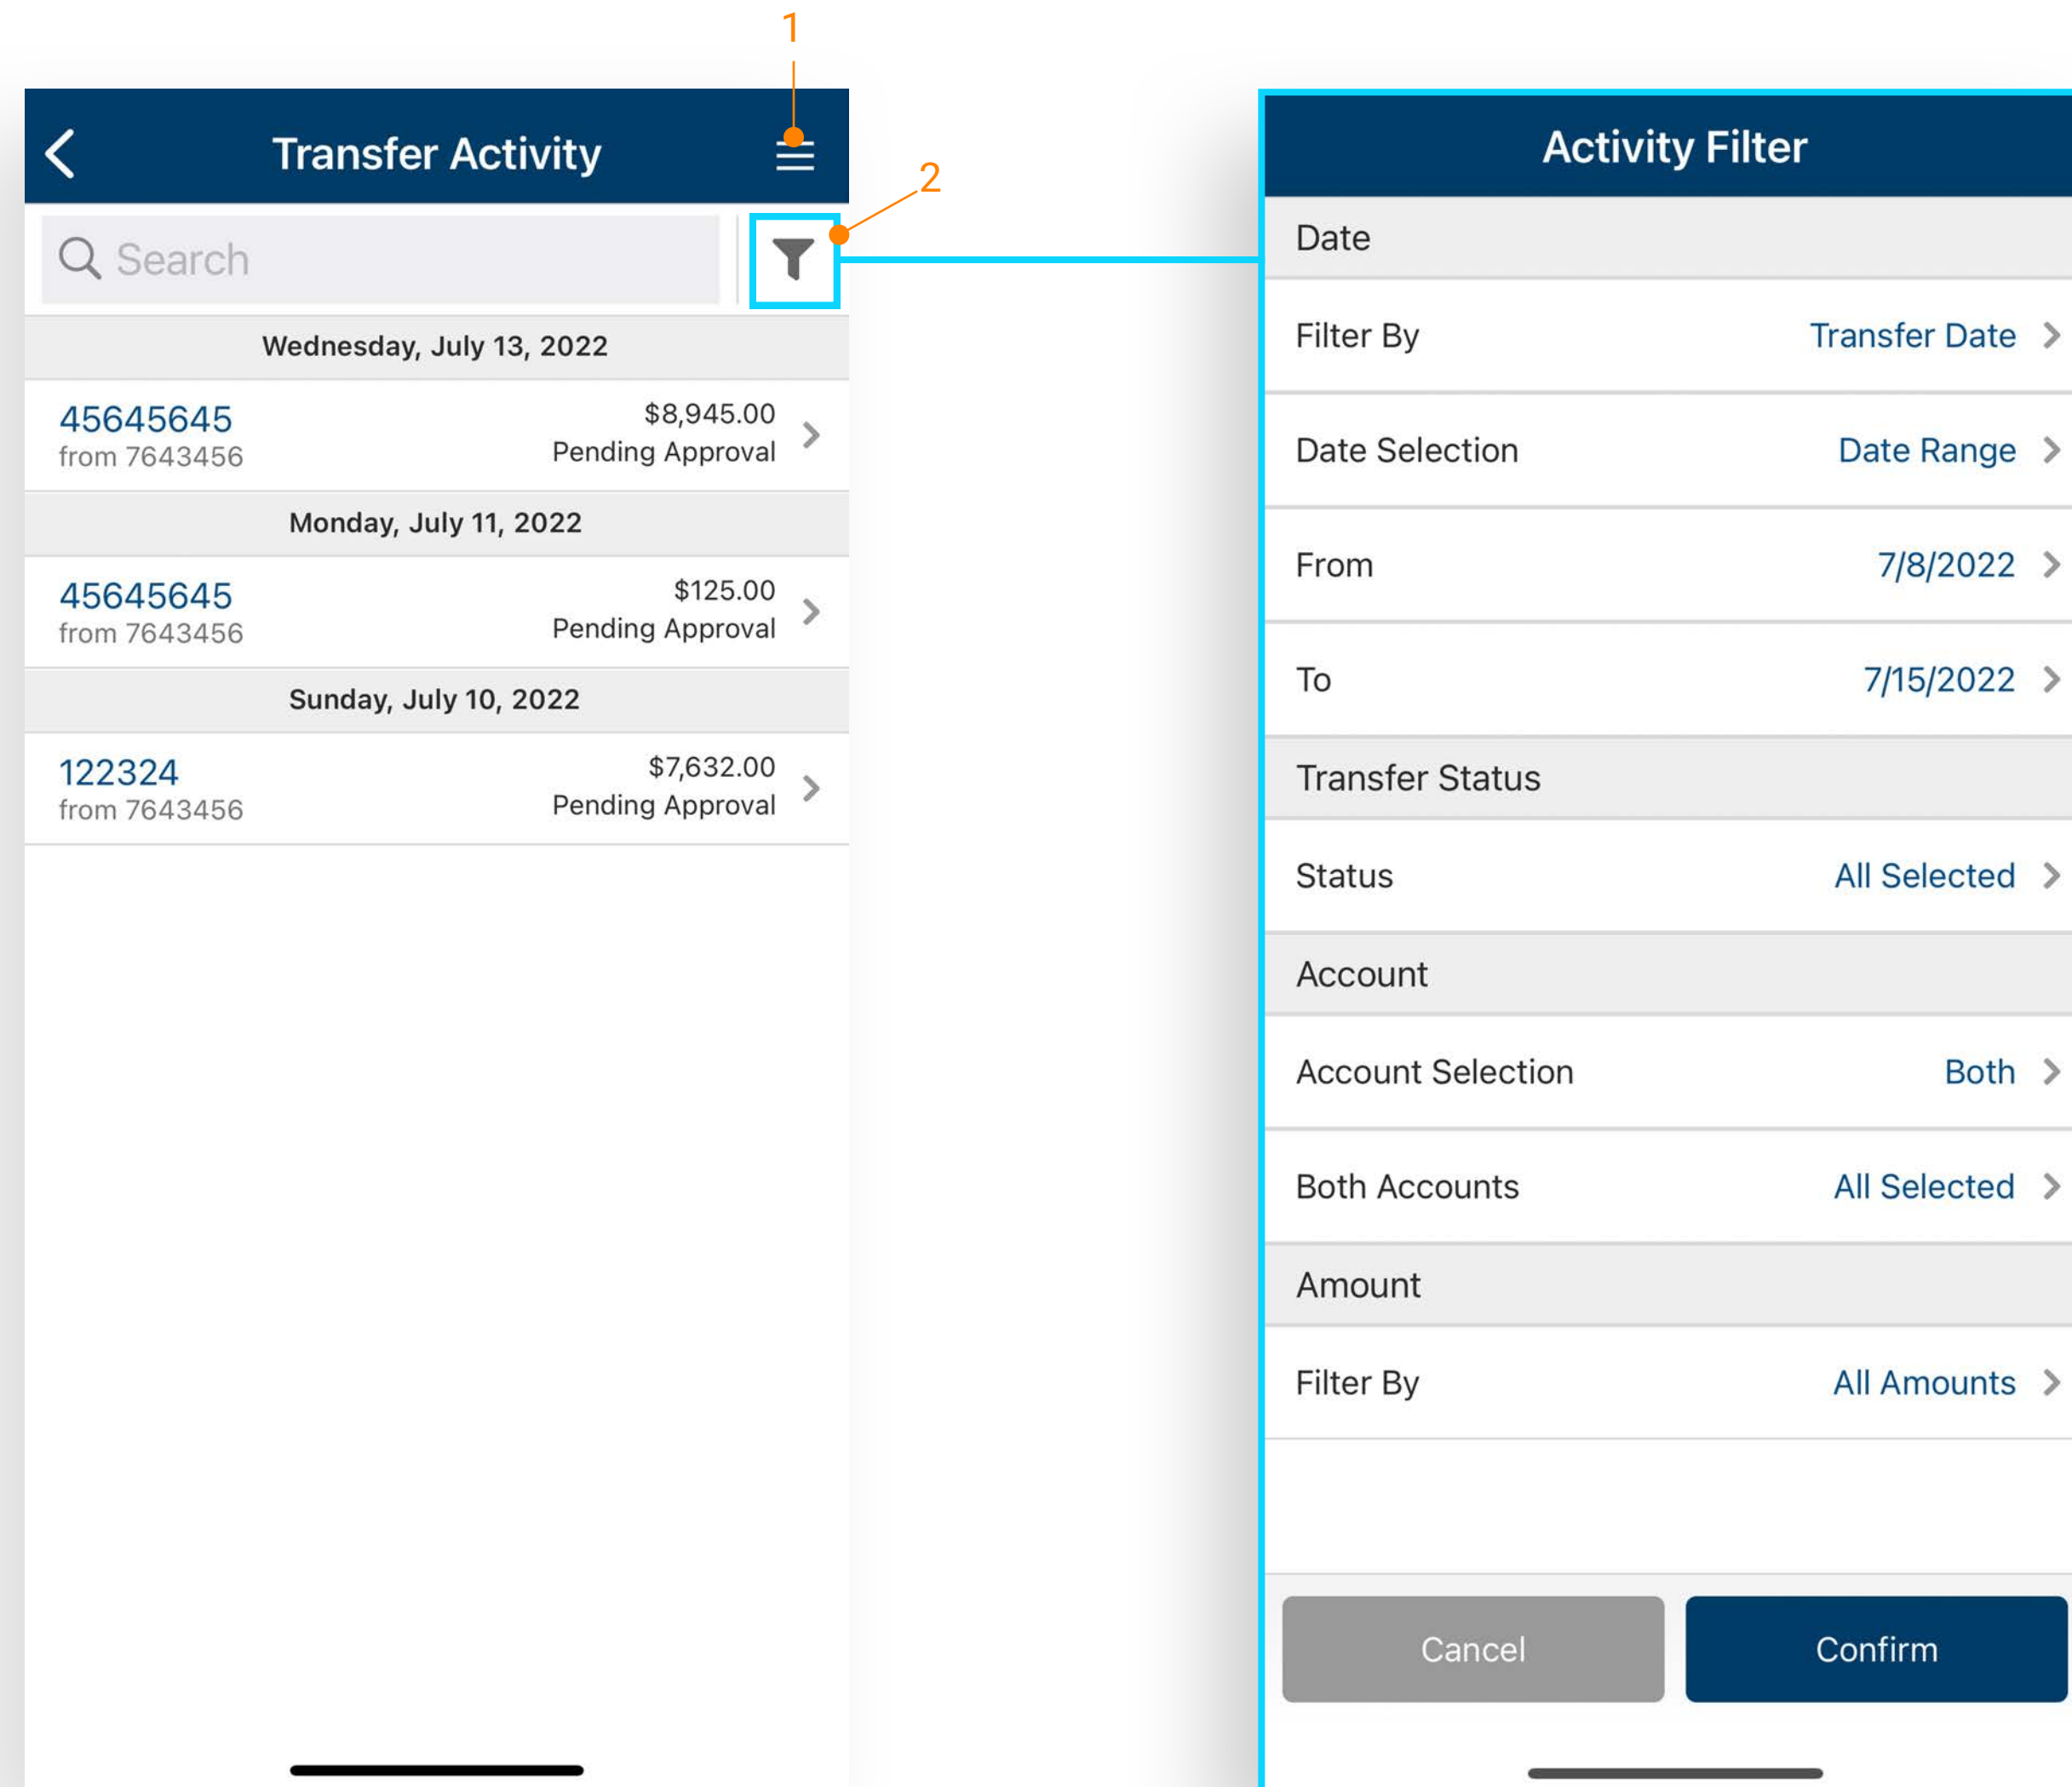 1
Transfer Activity
2
Search
Wednesday, July 13, 2022
45645645
$8,945.00
from 7643456
Pending Approval
Monday, July 11, 2022
45645645
$125.00
from 7643456
Pending Approval
Sunday, July 10, 2022
122324
$7,632.00
from 7643456
Pending Approval
Activity Filter
Date
Filter By Transfer Date
Date Selection Date Range
From 7/8/2022
To 7/15/2022
Transfer Status
Status All Selected
Account
Account Selection Both
Both Accounts All Selected
Amount
Filter By All Amounts
Cancel Confirm